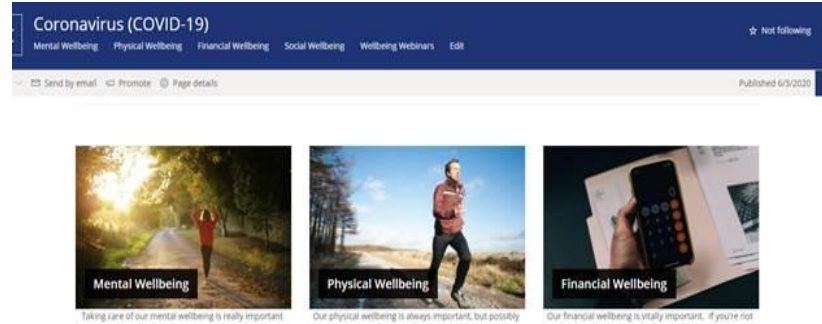 Coronavirus (COVID-19)
Mental Wellbeing Physical Wellbeing Financial Wellbeing Social Wellbeing Wellbeing Webinars Edit
Not following
Send by email Promote Page details
Published 6/3/2020
Mental Wellbeing
Physical Wellbeing
Financial Wellbeing
Taking care of our mental wellbeing is really important
Our physical wellbeing is always important, but possibly
Our financial wellbeing is vitally important. If you're not